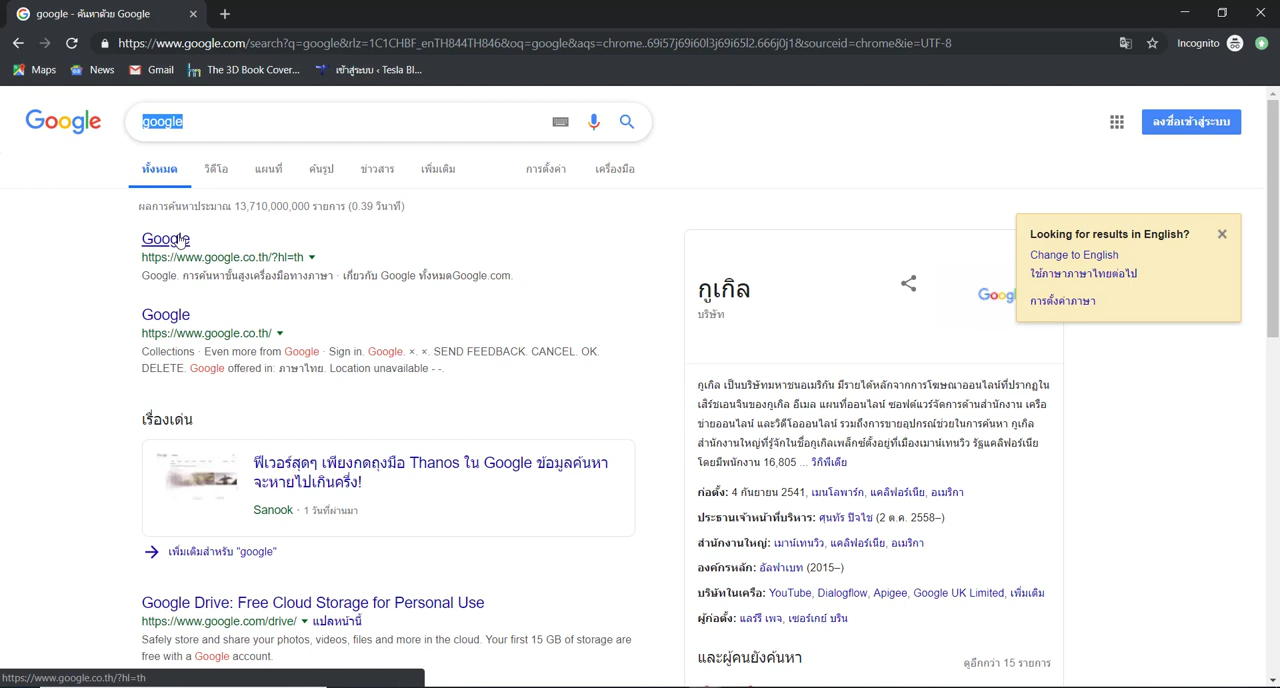 google - ค้นหาด้วย Google
https://www.google.com/search?q=google&rlz=1C1CHBF_enTH844TH846&oq=google&aqs=chrome..69i57j69i60l3j69i65l2.666j0j1&sourceid=chrome&ie=UTF-8
Incognito
Maps
News
Gmail
The 3D Book Cover...
เข้าสู่ระบบ ‹ Tesla Bl...
Google
google
ลงชื่อเข้าสู่ระบบ
ทั้งหมด
วิดีโอ
แผนที่
ค้นรูป
ข่าวสาร
เพิ่มเติม
การตั้งค่า
เครื่องมือ
ผลการค้นหาประมาณ 13,710,000,000 รายการ (0.39 วินาที)
Google
https://www.google.co.th/?hl=th
Google. การค้นหาขั้นสูงเครื่องมือทางภาษา · เกี่ยวกับ Google ทั้งหมดGoogle.com.
Google
https://www.google.co.th/
Collections · Even more from Google · Sign in. Google. ×. ×. SEND FEEDBACK. CANCEL. OK.
DELETE. Google offered in: ภาษาไทย. Location unavailable - -.
เรื่องเด่น
ฟีเวอร์สุดๆ เพียงกดถุงมือ Thanos ใน Google ข้อมูลค้นหา
จะหายไปเกินครึ่ง!
Sanook · 1 วันที่ผ่านมา
เพิ่มเติมสำหรับ "google"
Google Drive: Free Cloud Storage for Personal Use
https://www.google.com/drive/
แปลหน้านี้
Safely store and share your photos, videos, files and more in the cloud. Your first 15 GB of storage are
free with a Google account.
https://www.google.co.th/?hl=th
Looking for results in English?
Change to English
ใช้ภาษาภาษาไทยต่อไป
การตั้งค่าภาษา
กูเกิล
บริษัท
Goog
กูเกิล เป็นบริษัทมหาชนอเมริกัน มีรายได้หลักจากการโฆษณาออนไลน์ที่ปรากฏใน
เสิร์ชเอนจินของกูเกิล อีเมล แผนที่ออนไลน์ ซอฟต์แวร์จัดการด้านสำนักงาน เครือ
ข่ายออนไลน์ และวิดีโอออนไลน์ รวมถึงการขายอุปกรณ์ช่วยในการค้นหา กูเกิล
สำนักงานใหญ่ที่รู้จักในชื่อกูเกิลเพล็กซ์ตั้งอยู่ที่เมืองเมาน์เทนวิว รัฐแคลิฟอร์เนีย
โดยมีพนักงาน 16,805 ... วิกิพีเดีย
ก่อตั้ง: 4 กันยายน 2541, เมนโลพาร์ก, แคลิฟอร์เนีย, อเมริกา
ประธานเจ้าหน้าที่บริหาร: ศุนทัร ปิจไช (2 ต.ค. 2558–)
สำนักงานใหญ่: เมาน์เทนวิว, แคลิฟอร์เนีย, อเมริกา
องค์กรหลัก: อัลฟาเบท (2015–)
บริษัทในเครือ: YouTube, Dialogflow, Apigee, Google UK Limited, เพิ่มเติม
ผู้ก่อตั้ง: แลร์รี เพจ, เซอร์เกย์ บริน
และผู้คนยังค้นหา
ดูอีกกว่า 15 รายการ